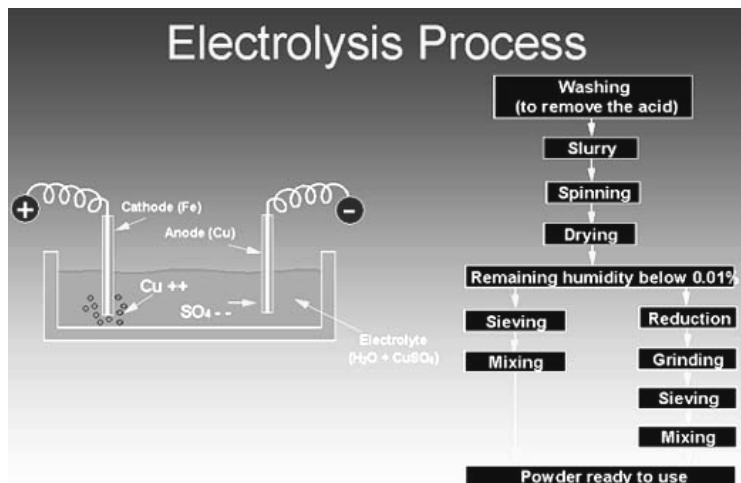 Electrolysis Process
Washing
(to remove the acid)
Slurry
Spinning
Drying
Remaining humidity below 0.01%
Sieving
Mixing
Reduction
Grinding
Sieving
Mixing
Powder ready to use
+
Cathode (Fe)
Anode (Cu)
-
Cu ++
SO₄ - -
Electrolyte
(H₂O + CuSO₄)